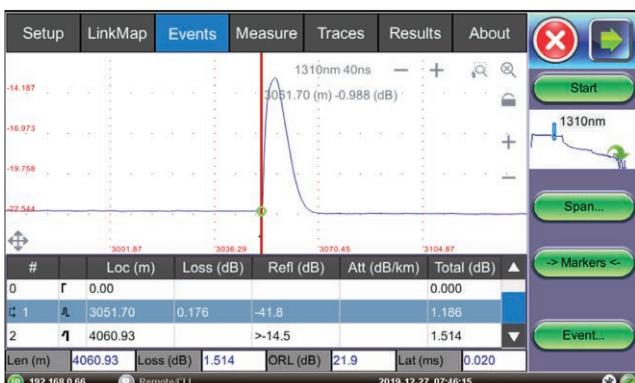 Setup LinkMap Events Measure Traces Results About
1310nm 40ns
3051.70 (m) -0.988 (dB)
-14.187
-16.973
-19.758
-22.544
3001.87 3036.29 3070.45 3104.87
# Loc (m) Loss (dB) Refl (dB) Att (dB/km) Total (dB)
0 0.00 0.000
1 3051.70 0.176 -41.8 1.186
2 4060.93 >-14.5 1.514
Len (m) 4060.93 Loss (dB) 1.514 ORL (dB) 21.9 Lat (ms) 0.020
192.168.0.66 Remote/CLI 2019-12-27 07:46:15
Start
1310nm
Span...
-> Markers <-
Event...